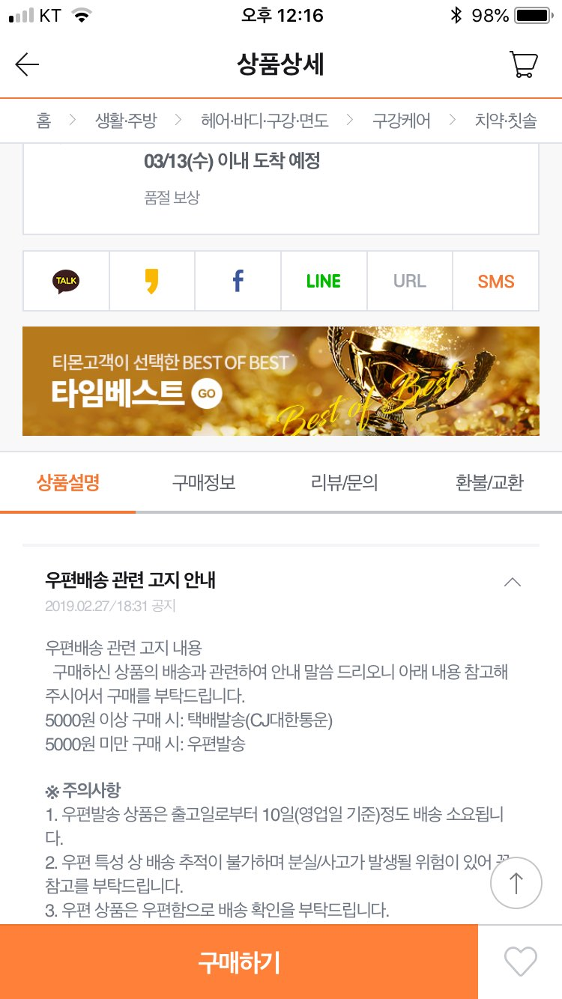 KT 오후 12:16 98%
상품상세
홈 > 생활·주방 > 헤어·바디·구강·면도 > 구강케어 > 치약·칫솔
03/13(수) 이내 도착 예정
품절 보상
TALK LINE URL SMS
티몬고객이 선택한 BEST OF BEST
타임베스트 GO
Best of Best
상품설명 구매정보 리뷰/문의 환불/교환
우편배송 관련 고지 안내
2019.02.27/18:31 공지
우편배송 관련 고지 내용
구매하신 상품의 배송과 관련하여 안내 말씀 드리오니 아래 내용 참고해
주시어서 구매를 부탁드립니다.
5000원 이상 구매 시: 택배발송(CJ대한통운)
5000원 미만 구매 시: 우편발송
※ 주의사항
1. 우편발송 상품은 출고일로부터 10일(영업일 기준)정도 배송 소요됩니
다.
2. 우편 특성 상 배송 추적이 불가하며 분실/사고가 발생될 위험이 있어
참고를 부탁드립니다.
3. 우편 상품은 우편함으로 배송 확인을 부탁드립니다.
구매하기